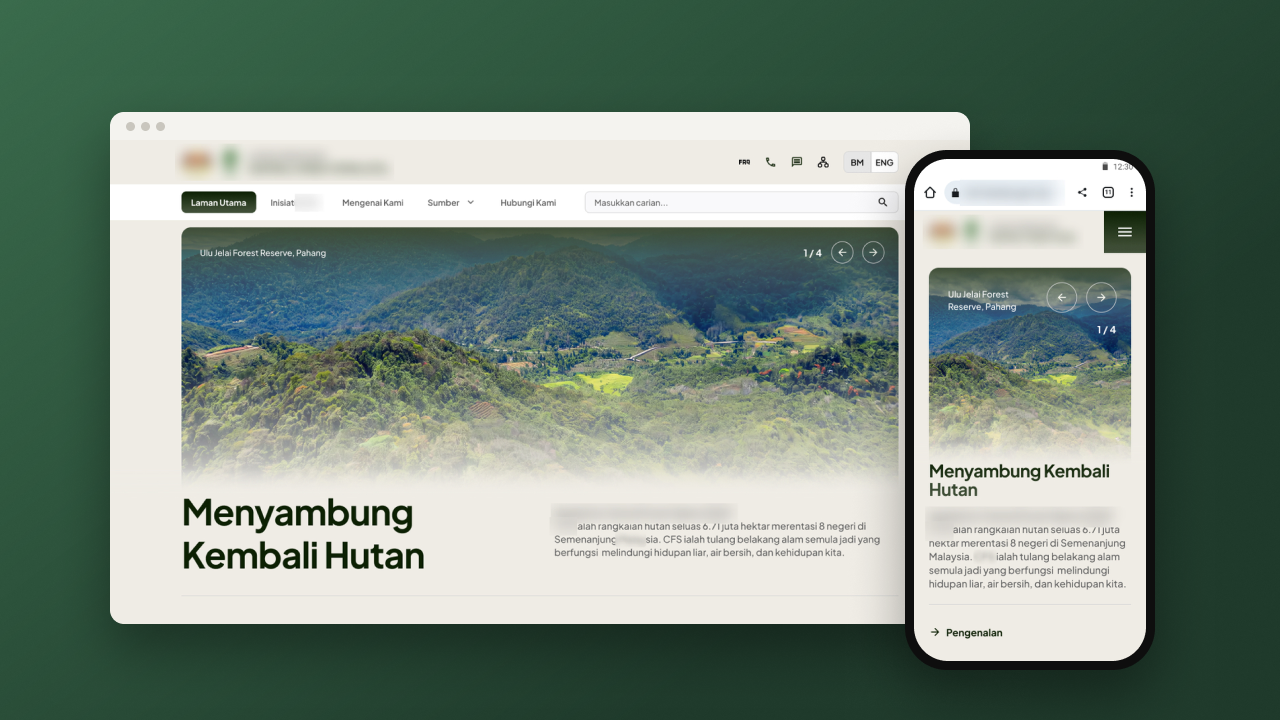 FAQ
BM ENG
Laman Utama
Mengenai Kami
Sumber
Hubungi Kami
Masukkan carian...
Ulu Jelai Forest Reserve, Pahang
1 / 4
Menyambung
Kembali Hutan
ialah rangkaian hutan seluas 6.71 juta hektar merentasi 8 negeri di
Semenanjung CFS ialah tulang belakang alam semula jadi yang
berfungsi melindungi hidupan liar, air bersih, dan kehidupan kita.
12:30
11
Ulu Jelai Forest
Reserve, Pahang
1 / 4
Menyambung Kembali
Hutan
ialah rangkaian hutan seluas 6.71 juta
hektar merentasi 8 negeri di Semenanjung
Malaysia. ialah tulang belakang alam
semula jadi yang berfungsi melindungi
hidupan liar, air bersih, dan kehidupan kita.
Pengenalan